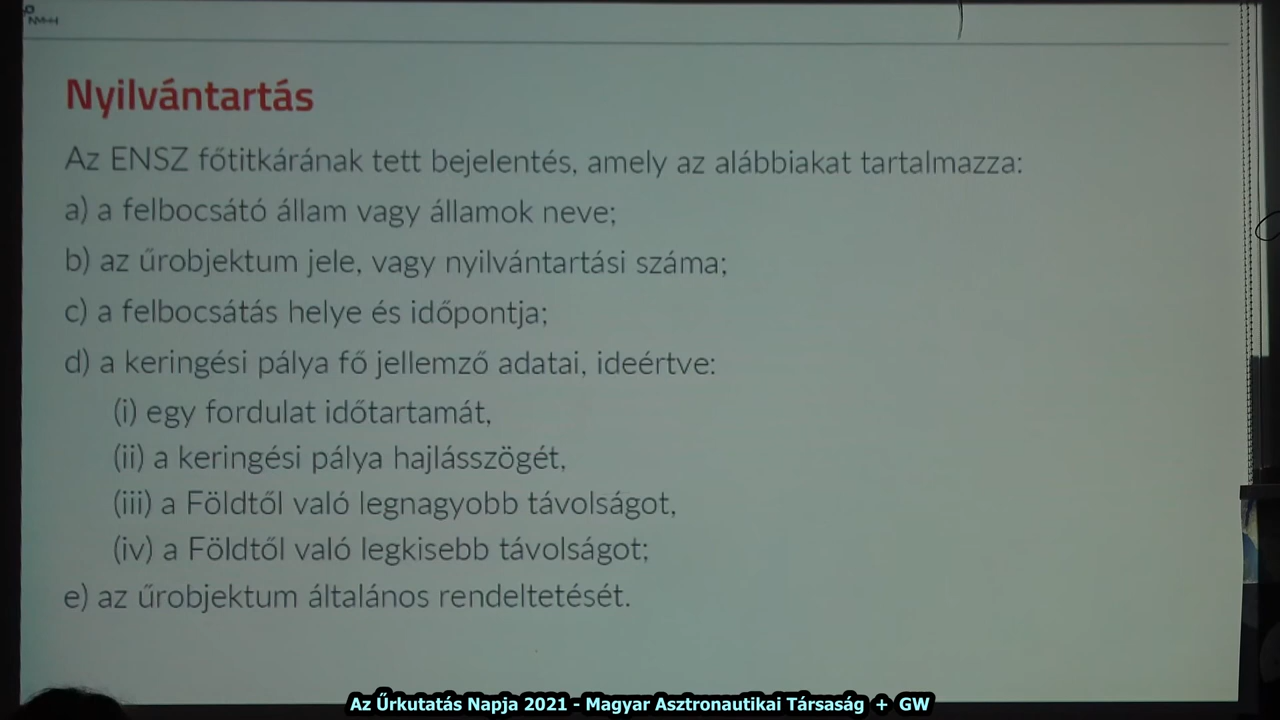 NMHH
Nyilvántartás
Az ENSZ főtitkárának tett bejelentés, amely az alábbiakat tartalmazza:
a) a felbocsátó állam vagy államok neve;
b) az űrobjektum jele, vagy nyilvántartási száma;
c) a felbocsátás helye és időpontja;
d) a keringési pálya fő jellemző adatai, ideértve:
(i) egy fordulat időtartamát,
(ii) a keringési pálya hajlásszögét,
(iii) a Földtől való legnagyobb távolságot,
(iv) a Földtől való legkisebb távolságot;
e) az űrobjektum általános rendeltetését.
Az Űrkutatás Napja 2021 - Magyar Asztronautikai Társaság + GW